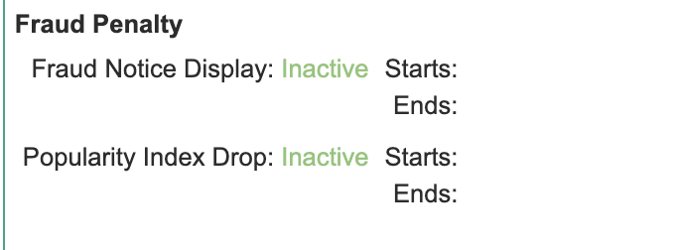 Fraud Penalty
Fraud Notice Display: Inactive Starts:
Ends:
Popularity Index Drop: Inactive Starts:
Ends: